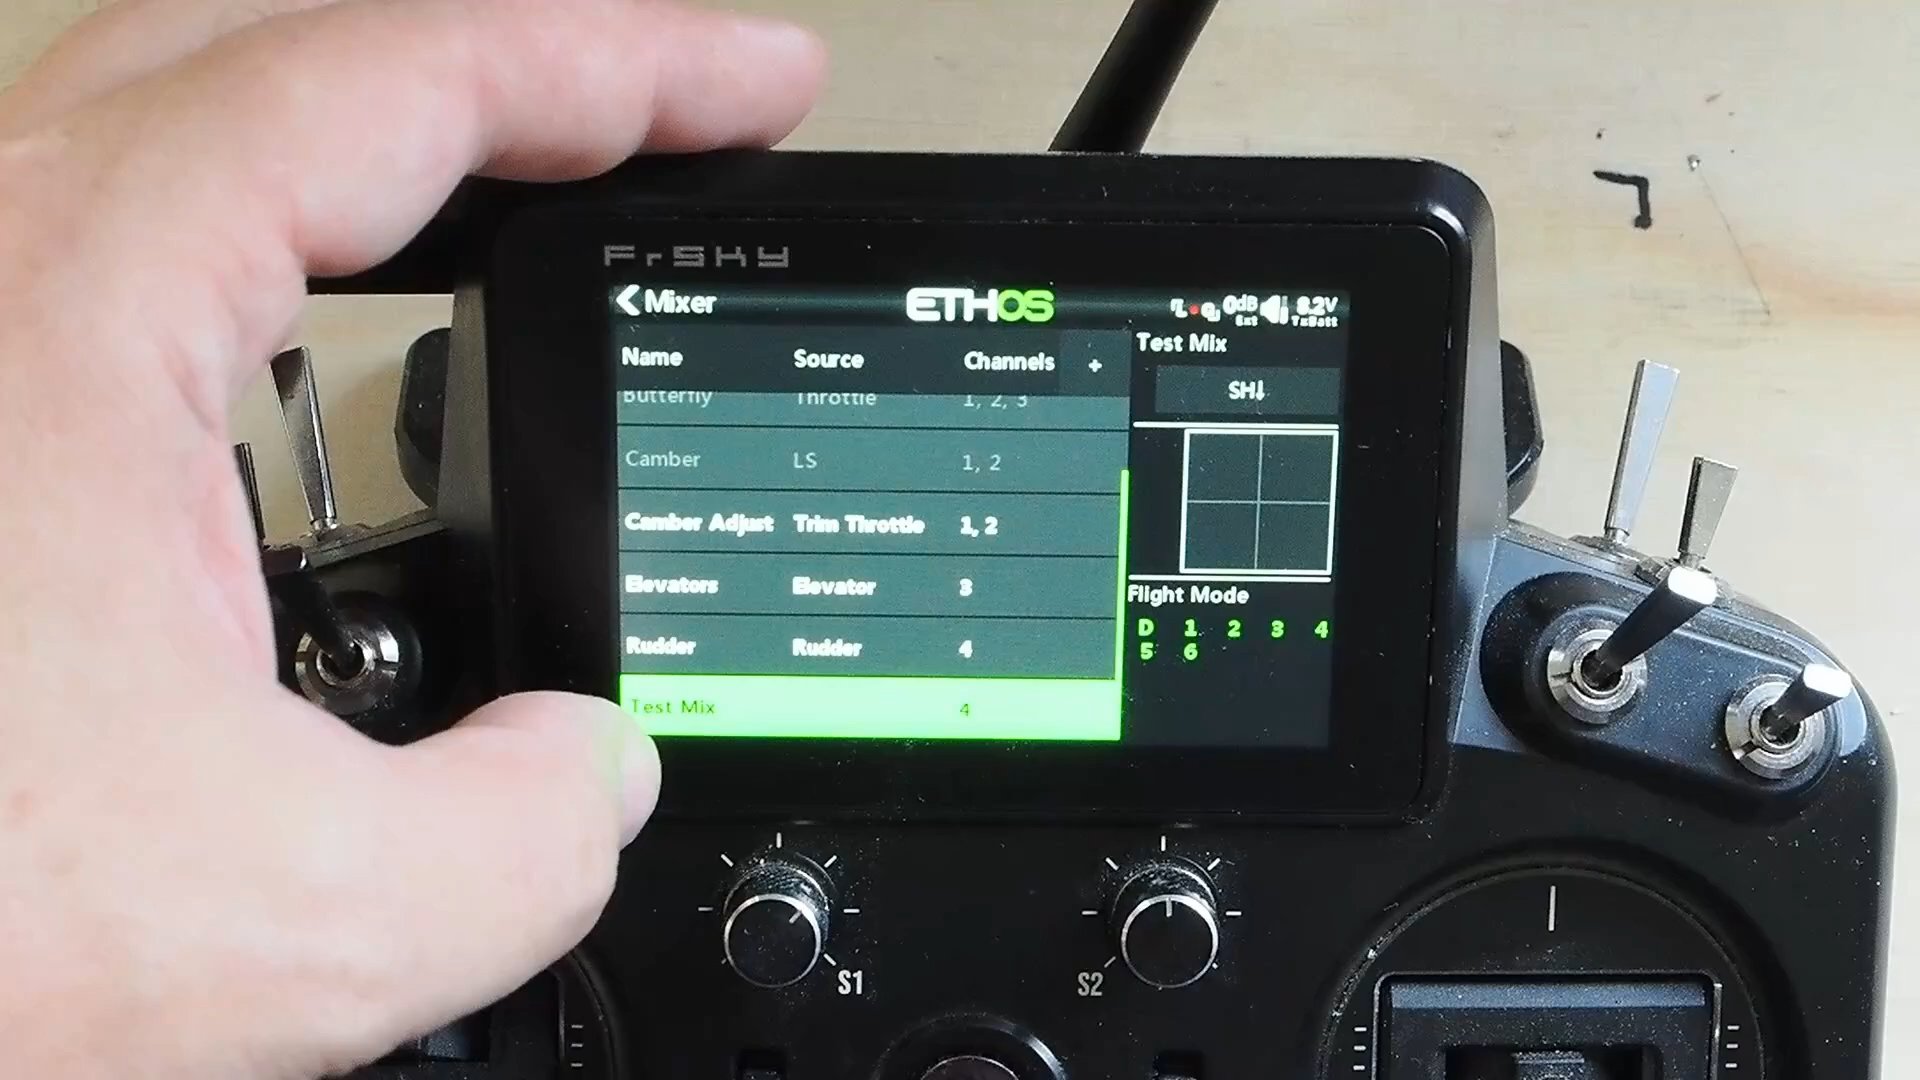 FrSKY
Mixer ETHOS 0dB Ext 8.2V TxBatt
Name Source Channels + Test Mix
SH↓
Butterfly Throttle 1, 2, 3
Camber LS 1, 2
Camber Adjust Trim Throttle 1, 2
Elevators Elevator 3
Flight Mode
D 1 2 3 4
5 6
Rudder Rudder 4
Test Mix 4
S1 S2